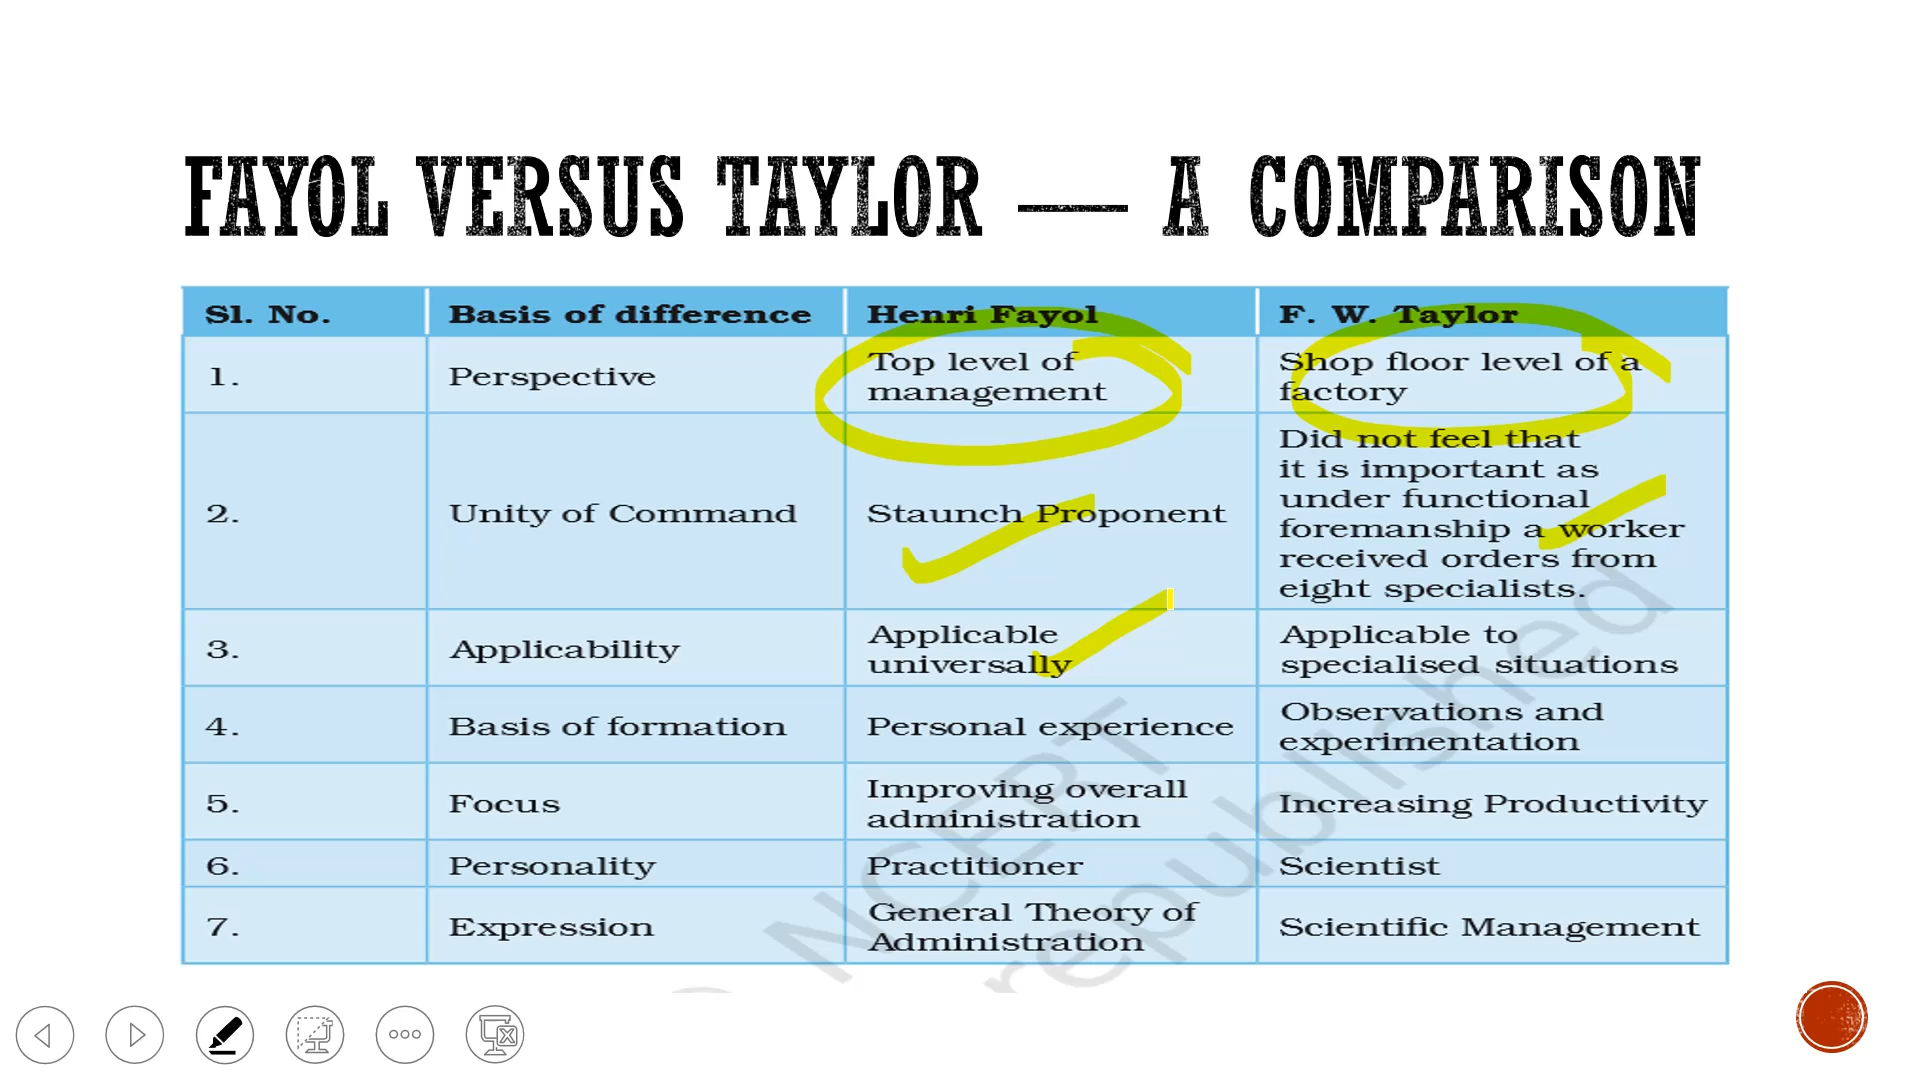 FAYOL VERSUS TAYLOR — A COMPARISON
Sl. No. Basis of difference Henri Fayol F. W. Taylor
1. Perspective Top level of management Shop floor level of a factory
2. Unity of Command Staunch Proponent Did not feel that it is important as under functional foremanship a worker received orders from eight specialists.
3. Applicability Applicable universally Applicable to specialised situations
4. Basis of formation Personal experience Observations and experimentation
5. Focus Improving overall administration Increasing Productivity
6. Personality Practitioner Scientist
7. Expression General Theory of Administration Scientific Management
© NCERT
republished